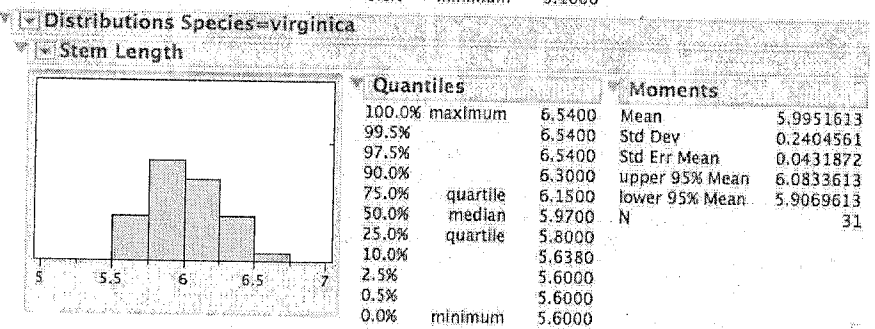 minimum 5.1000
Distributions Species=virginica
Stem Length
Quantiles
100.0% maximum 6.5400
99.5% 6.5400
97.5% 6.5400
90.0% 6.3000
75.0% quartile 6.1500
50.0% median 5.9700
25.0% quartile 5.8000
10.0% 5.6380
2.5% 5.6000
0.5% 5.6000
0.0% minimum 5.6000
Moments
Mean 5.9951613
Std Dev 0.2404561
Std Err Mean 0.0431872
upper 95% Mean 6.0833613
lower 95% Mean 5.9069613
N 31
5 5.5 6 6.5 7